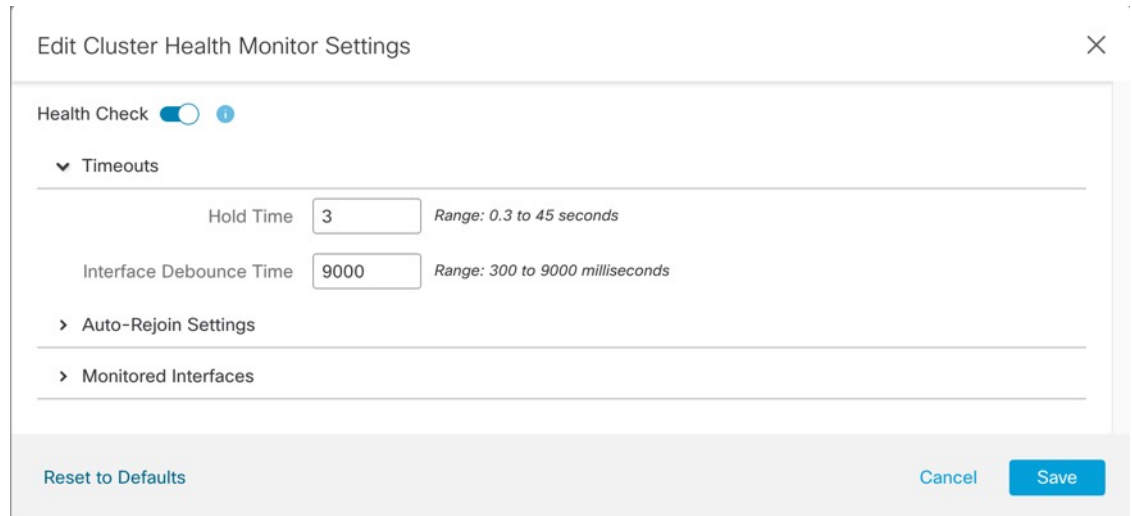 Edit Cluster Health Monitor Settings
Health Check
Timeouts
Hold Time 3 Range: 0.3 to 45 seconds
Interface Debounce Time 9000 Range: 300 to 9000 milliseconds
Auto-Rejoin Settings
Monitored Interfaces
Reset to Defaults Cancel Save